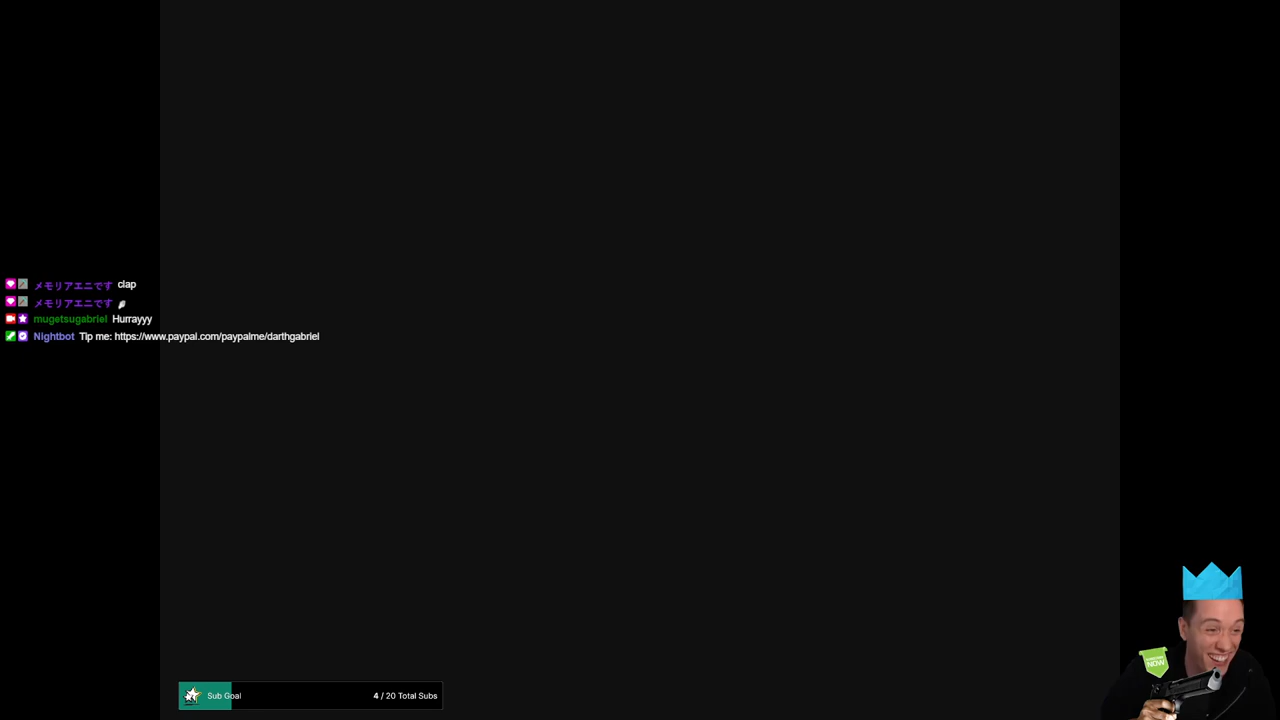 メモリアエニです clap
メモリアエニです
mugetsugabriel Hurrayyy
Nightbot Tip me: https://www.paypal.com/paypalme/darthgabriel
Sub Goal 4 / 20 Total Subs
NOW